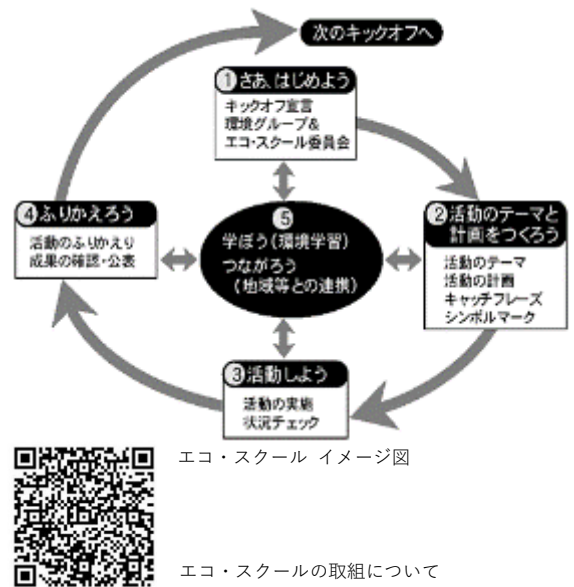 次のキックオフへ
①さあ、はじめよう
キックオフ宣言
環境グループ&
エコ・スクール委員会
④ふりかえろう
活動のふりかえり
成果の確認・公表
⑤
学ぼう(環境学習)
つながろう
(地域等との連携)
②活動のテーマと
計画をつくろう
活動のテーマ
活動の計画
キャッチフレーズ
シンボルマーク
③活動しよう
活動の実施
状況チェック
エコ・スクール イメージ図
エコ・スクールの取組について